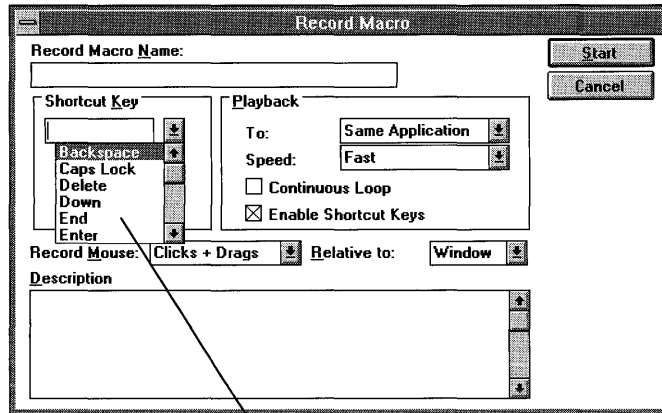 Record Macro
Record Macro Name:
Start
Cancel
Shortcut Key
Backspace
Caps Lock
Delete
Down
End
Enter
Playback
To: Same Application
Speed: Fast
Continuous Loop
Enable Shortcut Keys
Record Mouse: Clicks + Drags Relative to: Window
Description